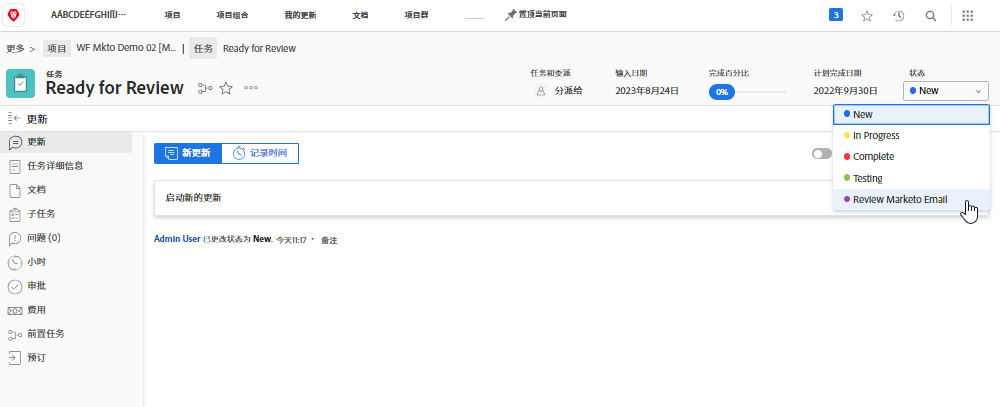 AÁBCDEÉFGHIÍJ⋯ 项目 项目组合 我的更新 文档 项目群 置顶当前页面 3
更多 > 项目 WF Mkto Demo 02 [M... | 任务 Ready for Review
任务
Ready for Review
任务和委派 输入日期 完成百分比 计划完成日期 状态
分派给 2023年8月24日 0% 2022年9月30日 New
更新
New
In Progress
Complete
Testing
Review Marketo Email
更新
任务详细信息
文档
子任务
问题 (0)
小时
审批
费用
前置任务
预订
新更新 记录时间
启动新的更新
Admin User 已更改状态为 New. 今天11:17 · 备注